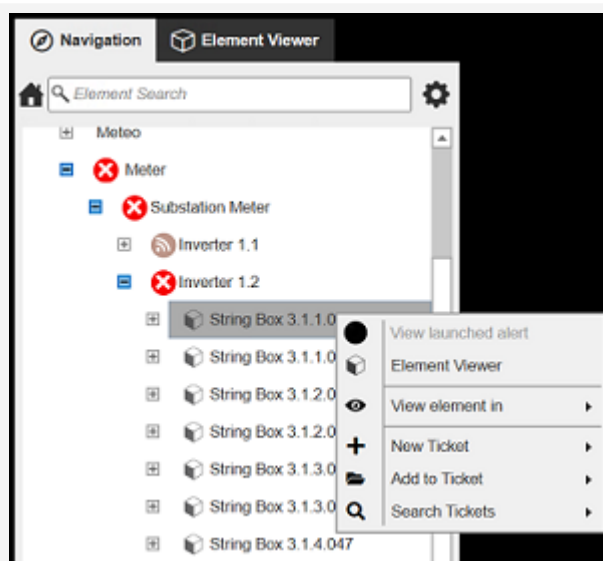 Navigation
Element Viewer
Element Search
Meteo
Meter
Substation Meter
Inverter 1.1
Inverter 1.2
String Box 3.1.1.0
String Box 3.1.1.0
String Box 3.1.2.0
String Box 3.1.2.0
String Box 3.1.3.0
String Box 3.1.3.0
String Box 3.1.4.047
View launched alert
Element Viewer
View element in
New Ticket
Add to Ticket
Search Tickets